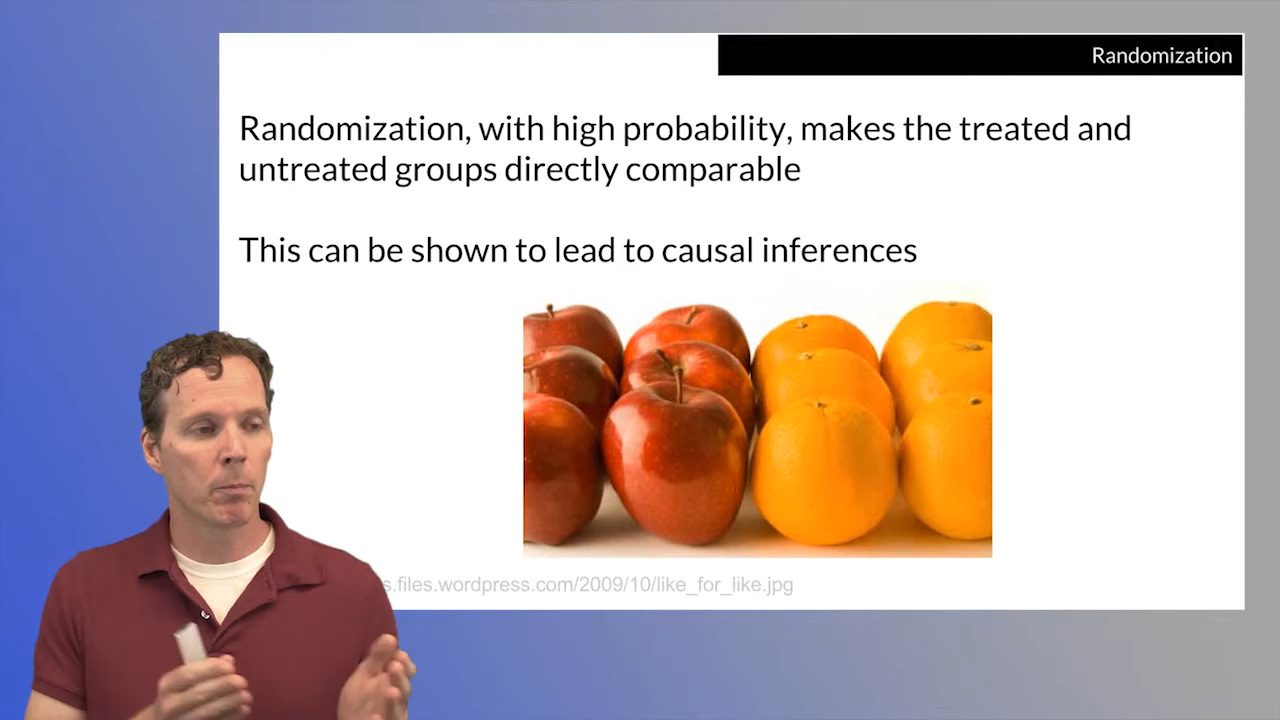 Randomization
Randomization, with high probability, makes the treated and
untreated groups directly comparable
This can be shown to lead to causal inferences
s.files.wordpress.com/2009/10/like_for_like.jpg